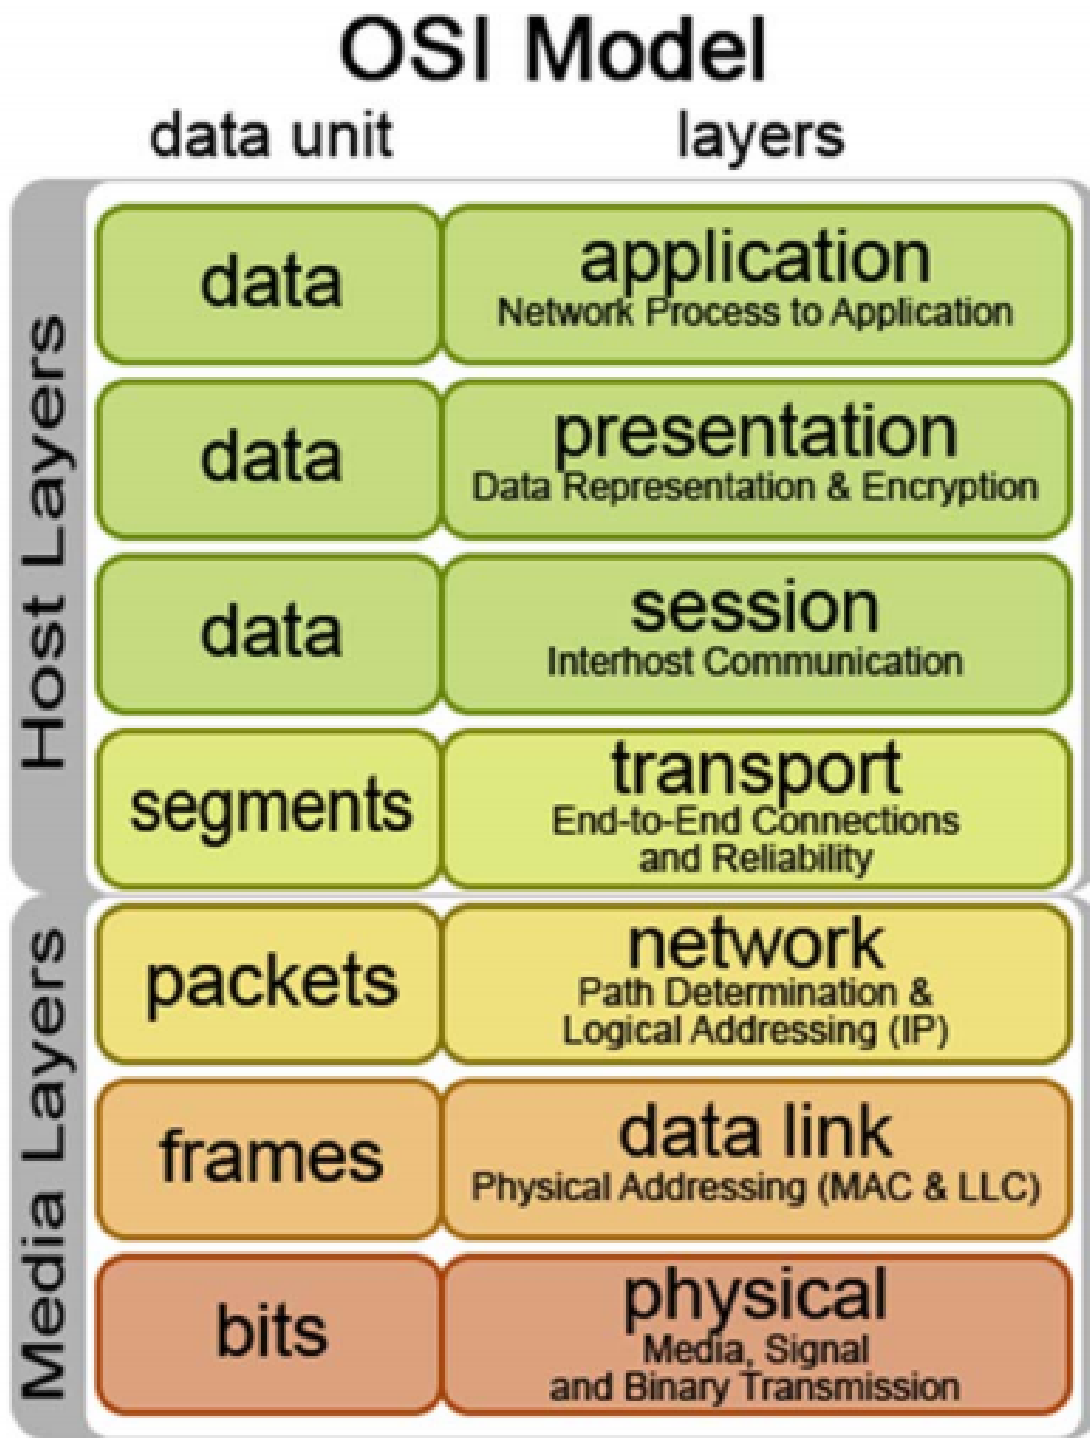 OSI Model
data unit layers
Host Layers
data
application
Network Process to Application
data
presentation
Data Representation & Encryption
data
session
Interhost Communication
segments
transport
End-to-End Connections
and Reliability
Media Layers
packets
network
Path Determination &
Logical Addressing (IP)
frames
data link
Physical Addressing (MAC & LLC)
bits
physical
Media, Signal
and Binary Transmission